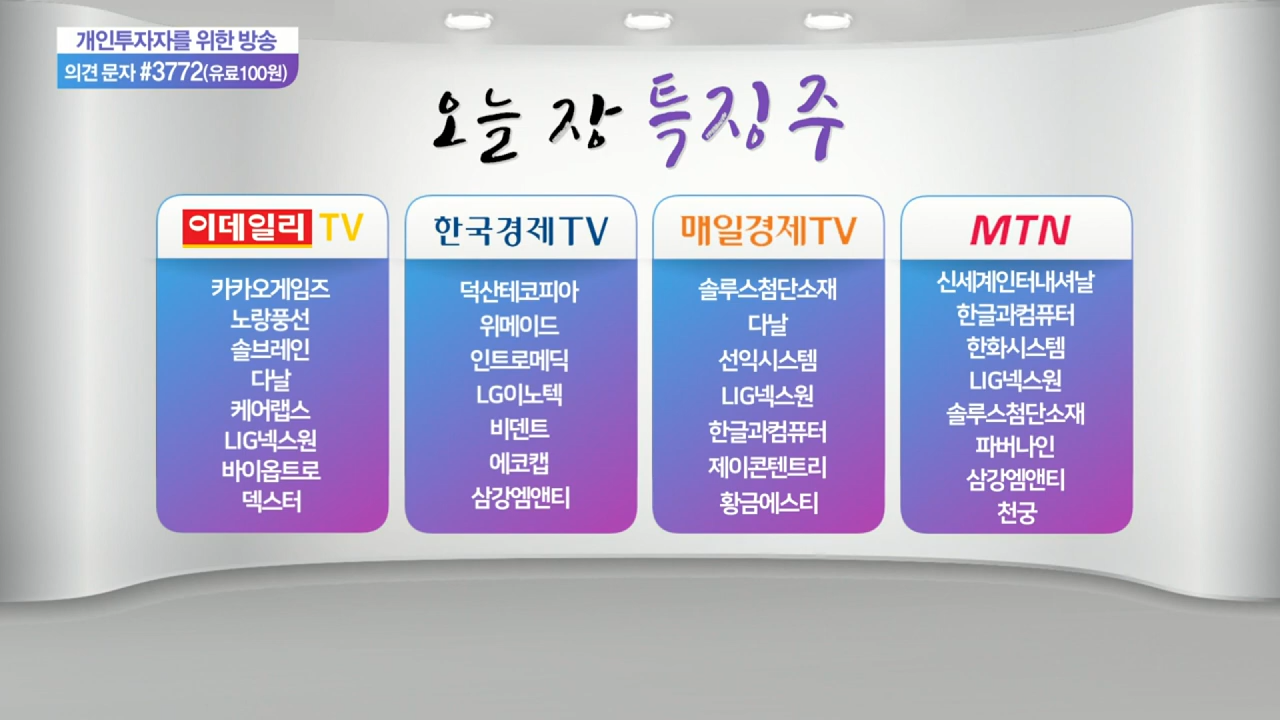 개인투자자를 위한 방송
의견 문자 #3772(유료100원)
오늘 장 특징주
이데일리 TV
카카오게임즈
노랑풍선
솔브레인
다날
케어랩스
LIG넥스원
바이옵트로
덱스터
한국경제TV
덕산테코피아
위메이드
인트로메딕
LG이노텍
비덴트
에코캡
삼강엠앤티
매일경제TV
솔루스첨단소재
다날
선익시스템
LIG넥스원
한글과컴퓨터
제이콘텐트리
황금에스티
MTN
신세계인터내셔날
한글과컴퓨터
한화시스템
LIG넥스원
솔루스첨단소재
파버나인
삼강엠앤티
천궁